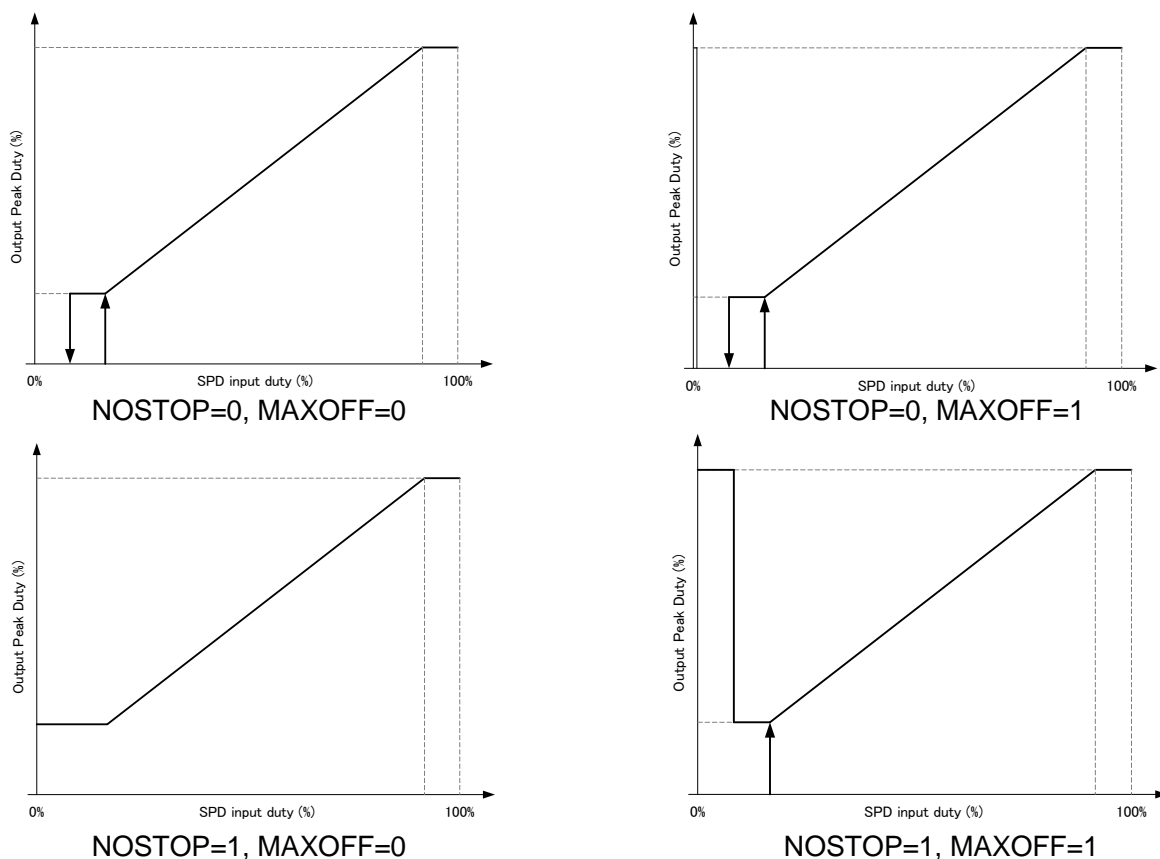 Output Peak Duty (%)
0%
SPD input duty (%)
100%
NOSTOP=0, MAXOFF=0
Output Peak Duty (%)
0%
SPD input duty (%)
100%
NOSTOP=0, MAXOFF=1
Output Peak Duty (%)
0%
SPD input duty (%)
100%
NOSTOP=1, MAXOFF=0
Output Peak Duty (%)
0%
SPD input duty (%)
100%
NOSTOP=1, MAXOFF=1